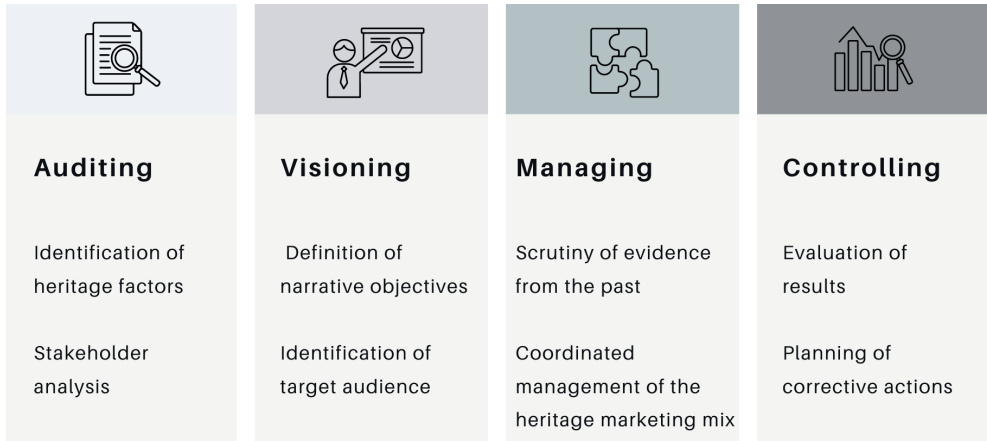 Auditing
Identification of
heritage factors
Stakeholder
analysis
Visioning
Definition of
narrative objectives
Identification of
target audience
Managing
Scrutiny of evidence
from the past
Coordinated
management of the
heritage marketing mix
Controlling
Evaluation of
results
Planning of
corrective actions